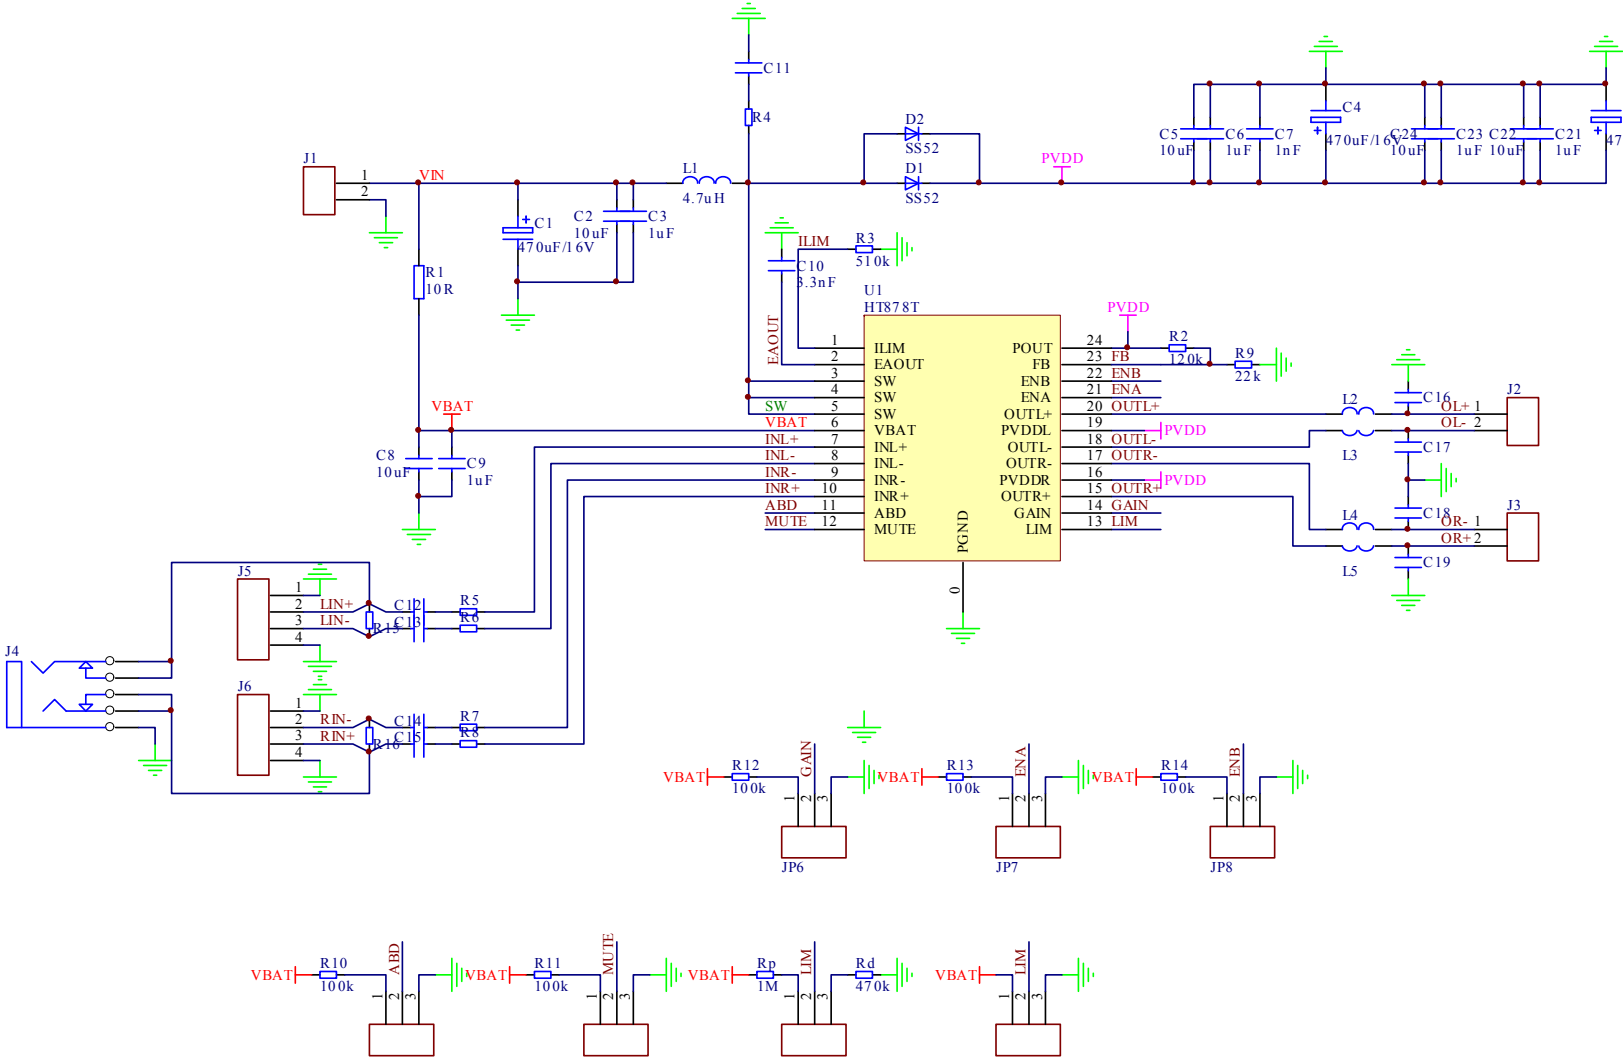 C11
R4
D2
SS52
D1
SS52
PVDD
C5
10uF
C6
1uF
C7
1nF
C4
470uF/16V
C24
10uF
C23
1uF
C22
10uF
C21
1uF
47
J1
1
2
VIN
L1
4.7uH
C1
470uF/16V
C2
10uF
C3
1uF
R1
10R
ILIM
R3
510k
C10
3.3nF
EAOUT
U1
HT878T
1 ILIM
2 EAOUT
3 SW
4 SW
SW 5 SW
VBAT 6 VBAT
INL+ 7 INL+
INL- 8 INL-
INR- 9 INR-
INR+ 10 INR+
ABD 11 ABD
MUTE 12 MUTE
POUT 24
FB 23 FB
ENB 22 ENB
ENA 21 ENA
OUTL+ 20 OUTL+
PVDDL 19 PVDD
OUTL- 18 OUTL-
OUTR- 17 OUTR-
PVDDR 16 PVDD
OUTR+ 15 OUTR+
GAIN 14 GAIN
LIM 13 LIM
PGND
0
PVDD
R2
120k
R9
22k
VBAT
C8
10uF
C9
1uF
L2
L3
C16
C17
OL+ 1
OL- 2
J2
L4
L5
C18
C19
OR- 1
OR+ 2
J3
J5
1
2 LIN+
3 LIN-
4
R15
C12
C13
R5
R6
J4
J6
1
2 RIN-
3 RIN+
4
R16
C14
C15
R7
R8
VBAT
R12
100k
GAIN
1 2 3
JP6
VBAT
R13
100k
ENA
1 2 3
JP7
VBAT
R14
100k
ENB
1 2 3
JP8
VBAT
R10
100k
ABD
1 2 3
VBAT
R11
100k
MUTE
1 2 3
VBAT
Rp
1M
LIM
1 2 3
Rd
470k
VBAT
LIM
1 2 3